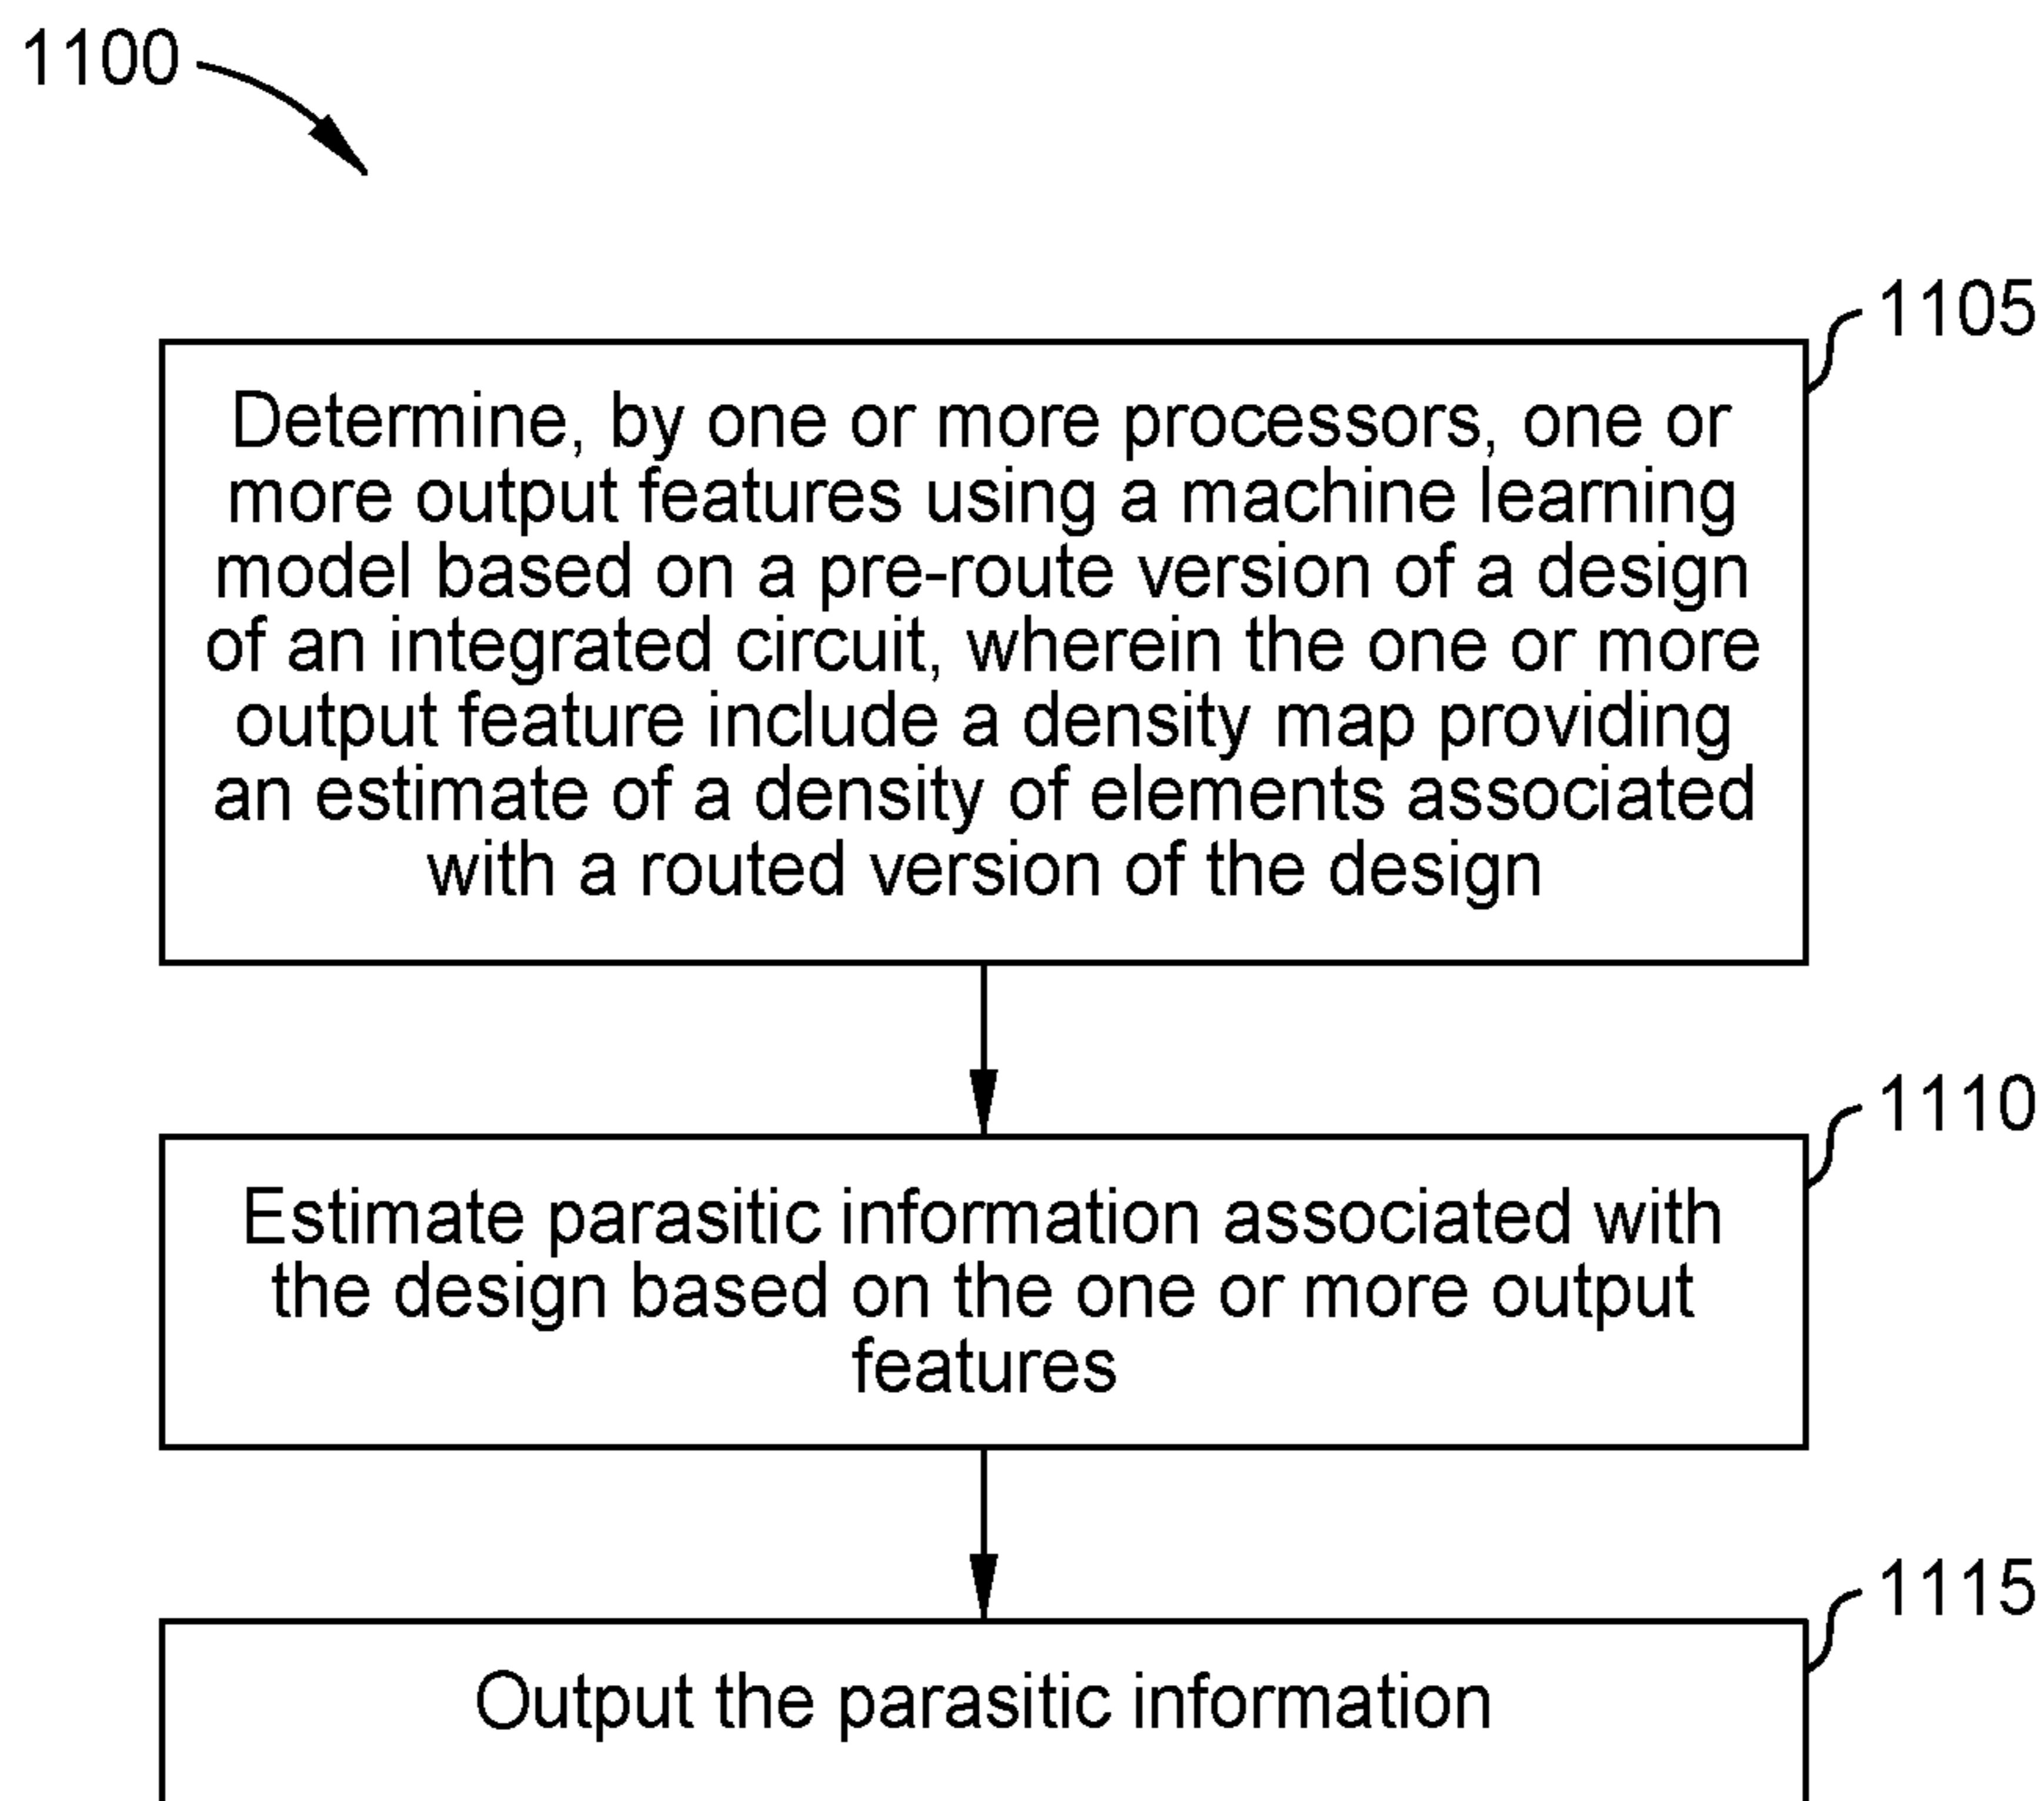 1100
1105
Determine, by one or more processors, one or
more output features using a machine learning
model based on a pre-route version of a design
of an integrated circuit, wherein the one or more
output feature include a density map providing
an estimate of a density of elements associated
with a routed version of the design
1110
Estimate parasitic information associated with
the design based on the one or more output
features
1115
Output the parasitic information